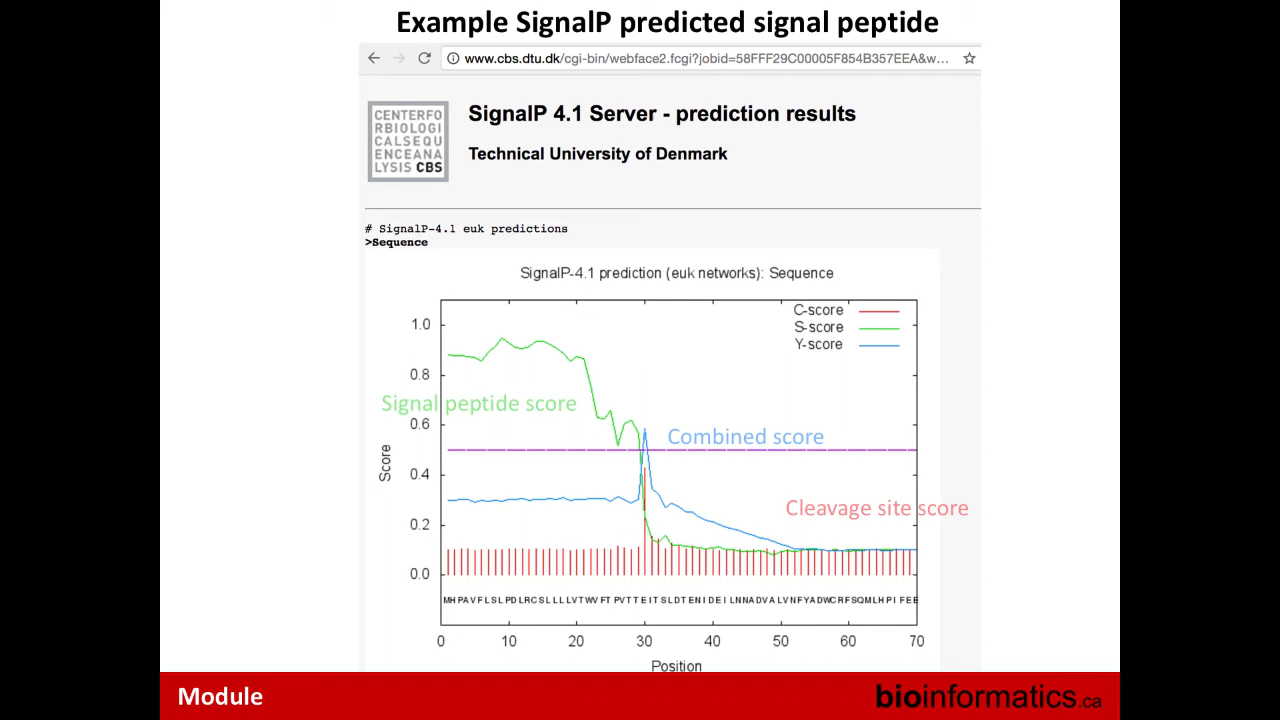 Example SignalP predicted signal peptide
www.cbs.dtu.dk/cgi-bin/webface2.fcgi?jobid=58FFF29C00005F854B357EEA&w...
CENTERFO
RBIOLOGI
CALSEQU
ENCEANA
LYSIS CBS
SignalP 4.1 Server - prediction results
Technical University of Denmark
# SignalP-4.1 euk predictions
>Sequence
SignalP-4.1 prediction (euk networks): Sequence
C-score
S-score
Y-score
1.0
0.8
Signal peptide score
0.6
Combined score
Score
0.4
Cleavage site score
0.2
0.0
MHPAVFLSLPDLRCSLLLLVTWVFTPVTTEITSLDTENIDEILNNADVALVNFYADWCRFSQMLHPIFEE
0 10 20 30 40 50 60 70
Position
Module
bioinformatics.ca